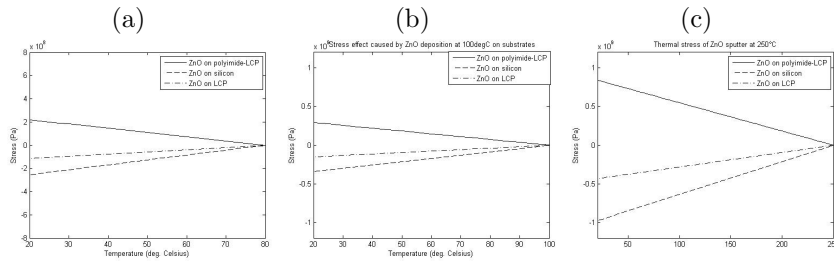 (a)
(b)
(c)
Stress effect caused by ZnO deposition at 100degC on substrates
Thermal stress of ZnO sputter at 250°C
8
6
4
2
0
-2
-4
-6
-8
Stress (Pa)
ZnO on polyimide-LCP
ZnO on silicon
ZnO on LCP
20 30 40 50 60 70 80
Temperature (deg. Celsius)
1
0.5
0
-0.5
-1
Stress (Pa)
ZnO on polyimide-LCP
ZnO on silicon
ZnO on LCP
20 30 40 50 60 70 80 90 100
Temperature (deg. Celsius)
x 10
1
0.5
0
-0.5
-1
Stress (Pa)
ZnO on polyimide-LCP
ZnO on silicon
ZnO on LCP
50 100 150 200 250
Temperature (deg. Celsius)